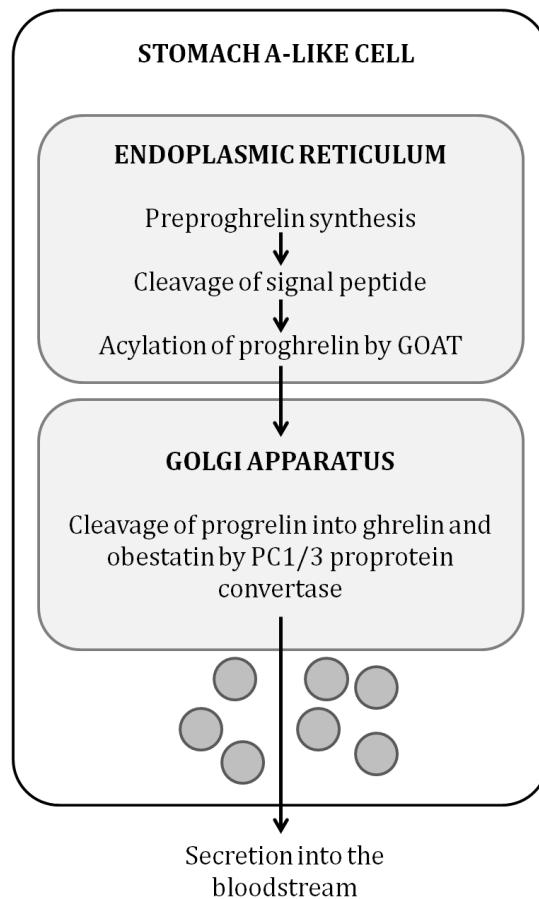 STOMACH A-LIKE CELL
ENDOPLASMIC RETICULUM
Preproghrelin synthesis
Cleavage of signal peptide
Acylation of proghrelin by GOAT
GOLGI APPARATUS
Cleavage of progrelin into ghrelin and
obestatin by PC1/3 proprotein
convertase
Secretion into the
bloodstream